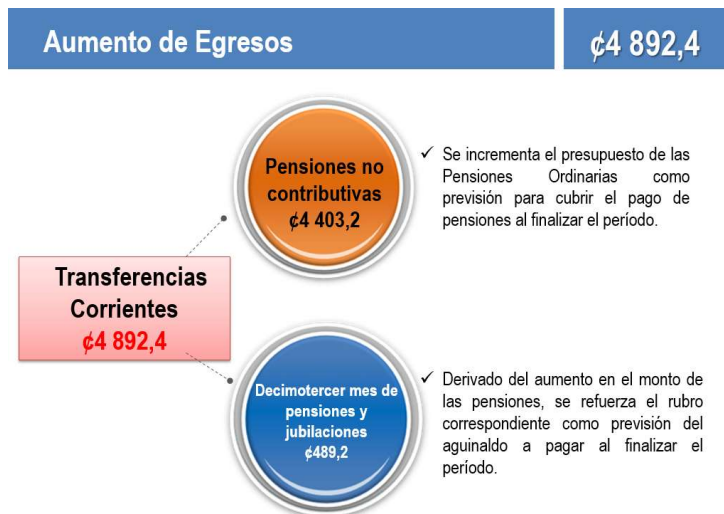 Aumento de Egresos
¢4 892,4
Pensiones no
contributivas
¢4 403,2
✓ Se incrementa el presupuesto de las
Pensiones Ordinarias como
previsión para cubrir el pago de
pensiones al finalizar el período.
Transferencias
Corrientes
¢4 892,4
Decimotercer mes de
pensiones y
jubilaciones
¢489,2
✓ Derivado del aumento en el monto de
las pensiones, se refuerza el rubro
correspondiente como previsión del
aguinaldo a pagar al finalizar el
período.